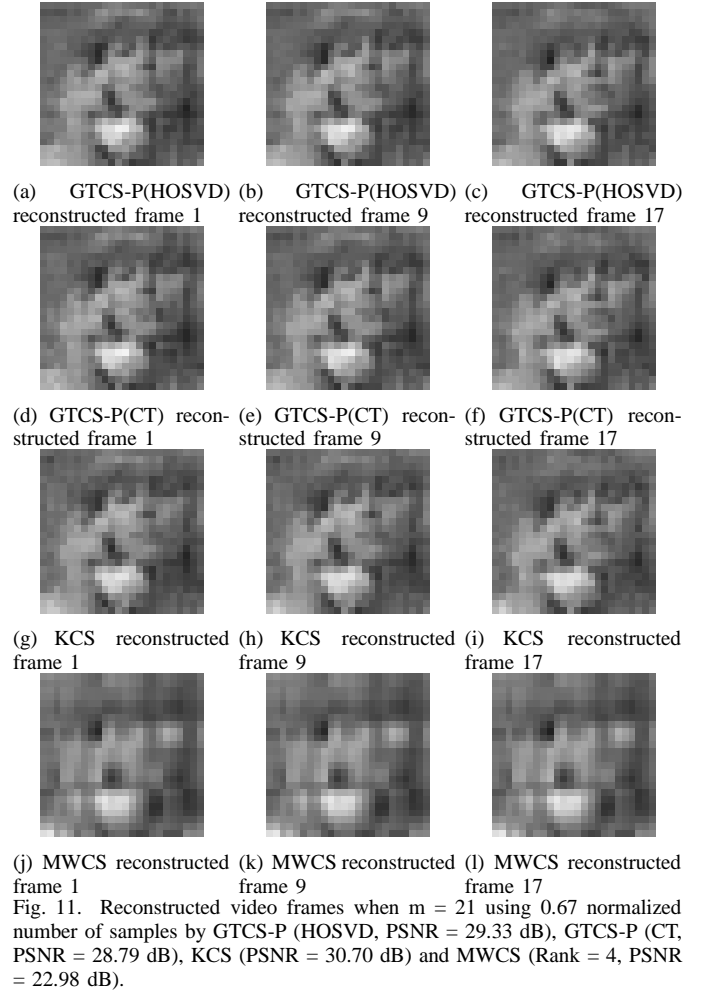 (a) GTCS-P(HOSVD) reconstructed frame 1
(b) GTCS-P(HOSVD) reconstructed frame 9
(c) GTCS-P(HOSVD) reconstructed frame 17
(d) GTCS-P(CT) recon-
structed frame 1
(e) GTCS-P(CT) recon-
structed frame 9
(f) GTCS-P(CT) recon-
structed frame 17
(g) KCS reconstructed
frame 1
(h) KCS reconstructed
frame 9
(i) KCS reconstructed
frame 17
(j) MWCS reconstructed
frame 1
(k) MWCS reconstructed
frame 9
(l) MWCS reconstructed
frame 17
Fig. 11. Reconstructed video frames when m = 21 using 0.67 normalized
number of samples by GTCS-P (HOSVD, PSNR = 29.33 dB), GTCS-P (CT,
PSNR = 28.79 dB), KCS (PSNR = 30.70 dB) and MWCS (Rank = 4, PSNR
= 22.98 dB).